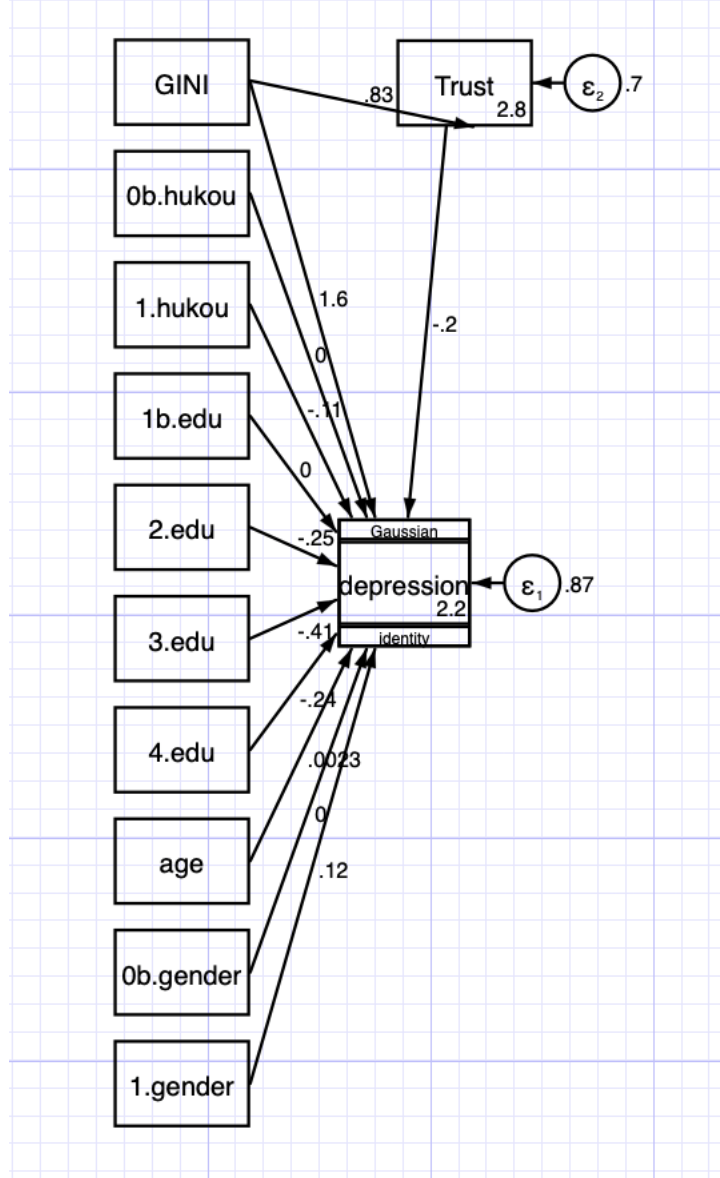 GINI
.83
Trust
2.8
ε₂
.7
0b.hukou
1.hukou
1.6
-.2
0
-.11
1b.edu
0
2.edu
-.25
Gaussian
depression
2.2
identity
ε₁
.87
3.edu
-.41
4.edu
-.24
.0023
0
age
.12
0b.gender
1.gender